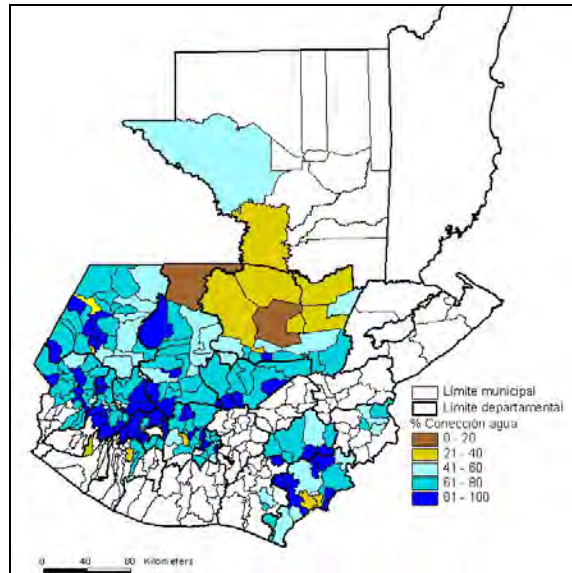 Límite municipal
Límite departamental
% Conección agua
0 - 20
21 - 40
41 - 60
61 - 80
81 - 100
0 40 80 Kilometers